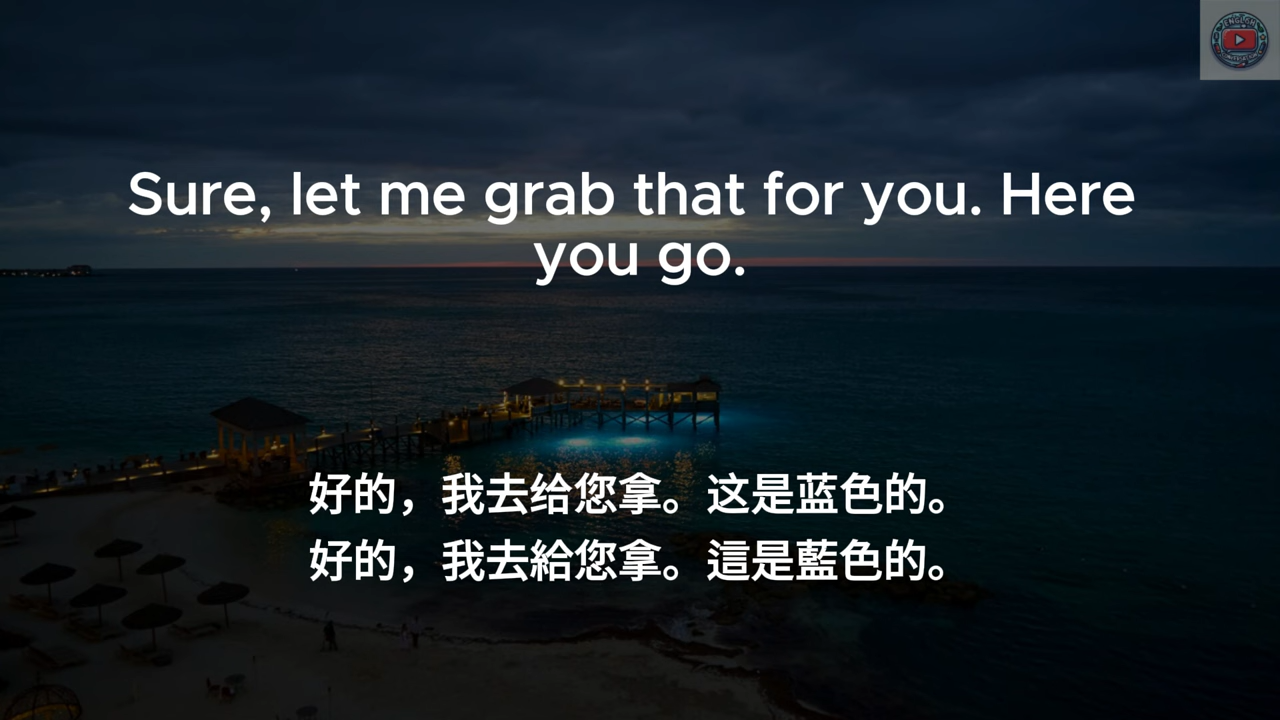 Sure, let me grab that for you. Here
you go.
好的，我去给您拿。这是蓝色的。
好的，我去給您拿。這是藍色的。